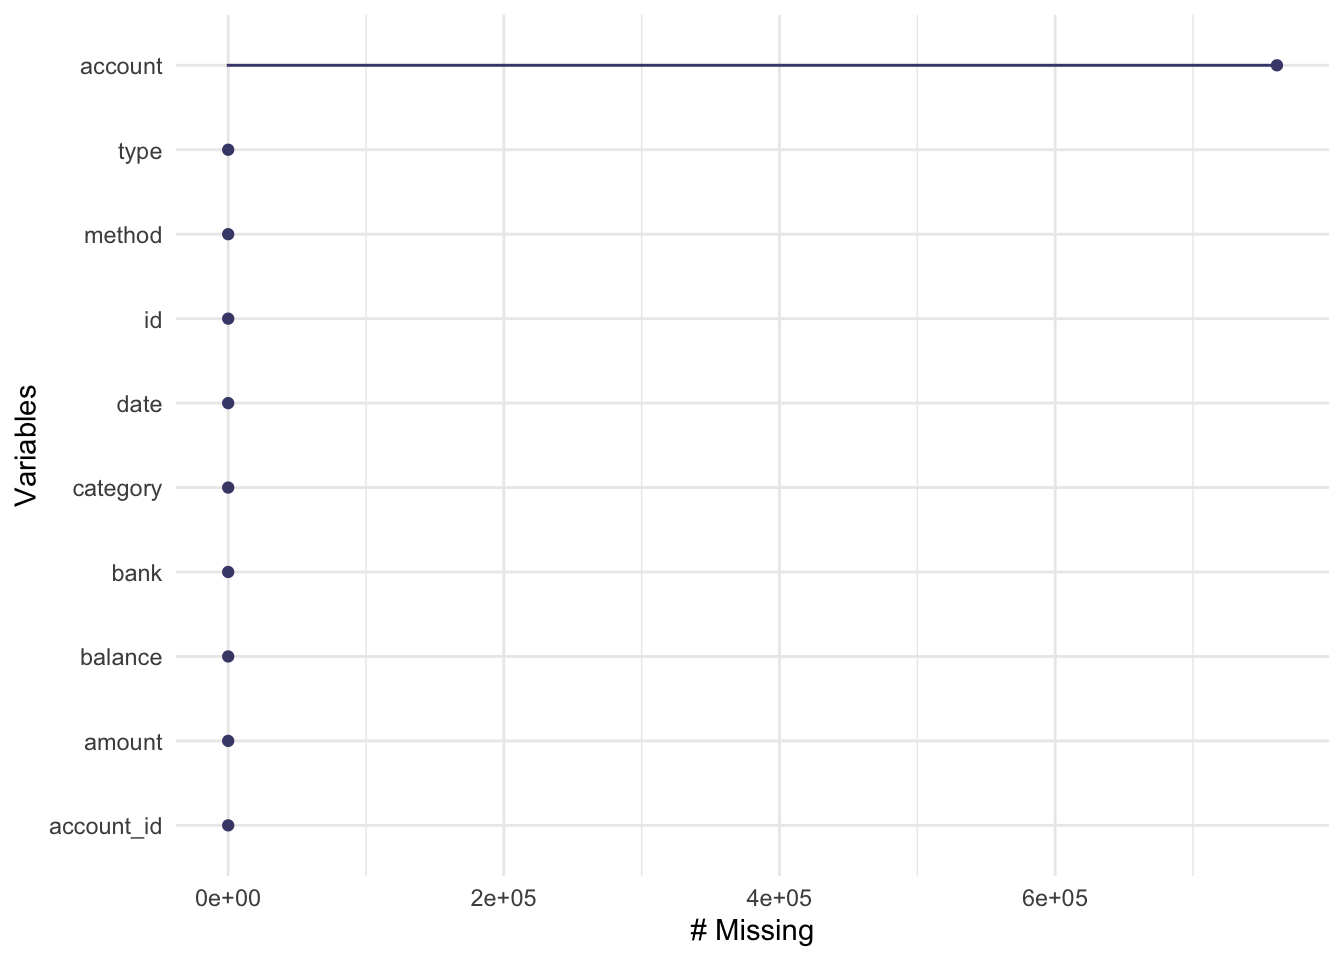 account
type
method
id
date
category
bank
balance
amount
account_id
Variables
0e+00 2e+05 4e+05 6e+05
# Missing